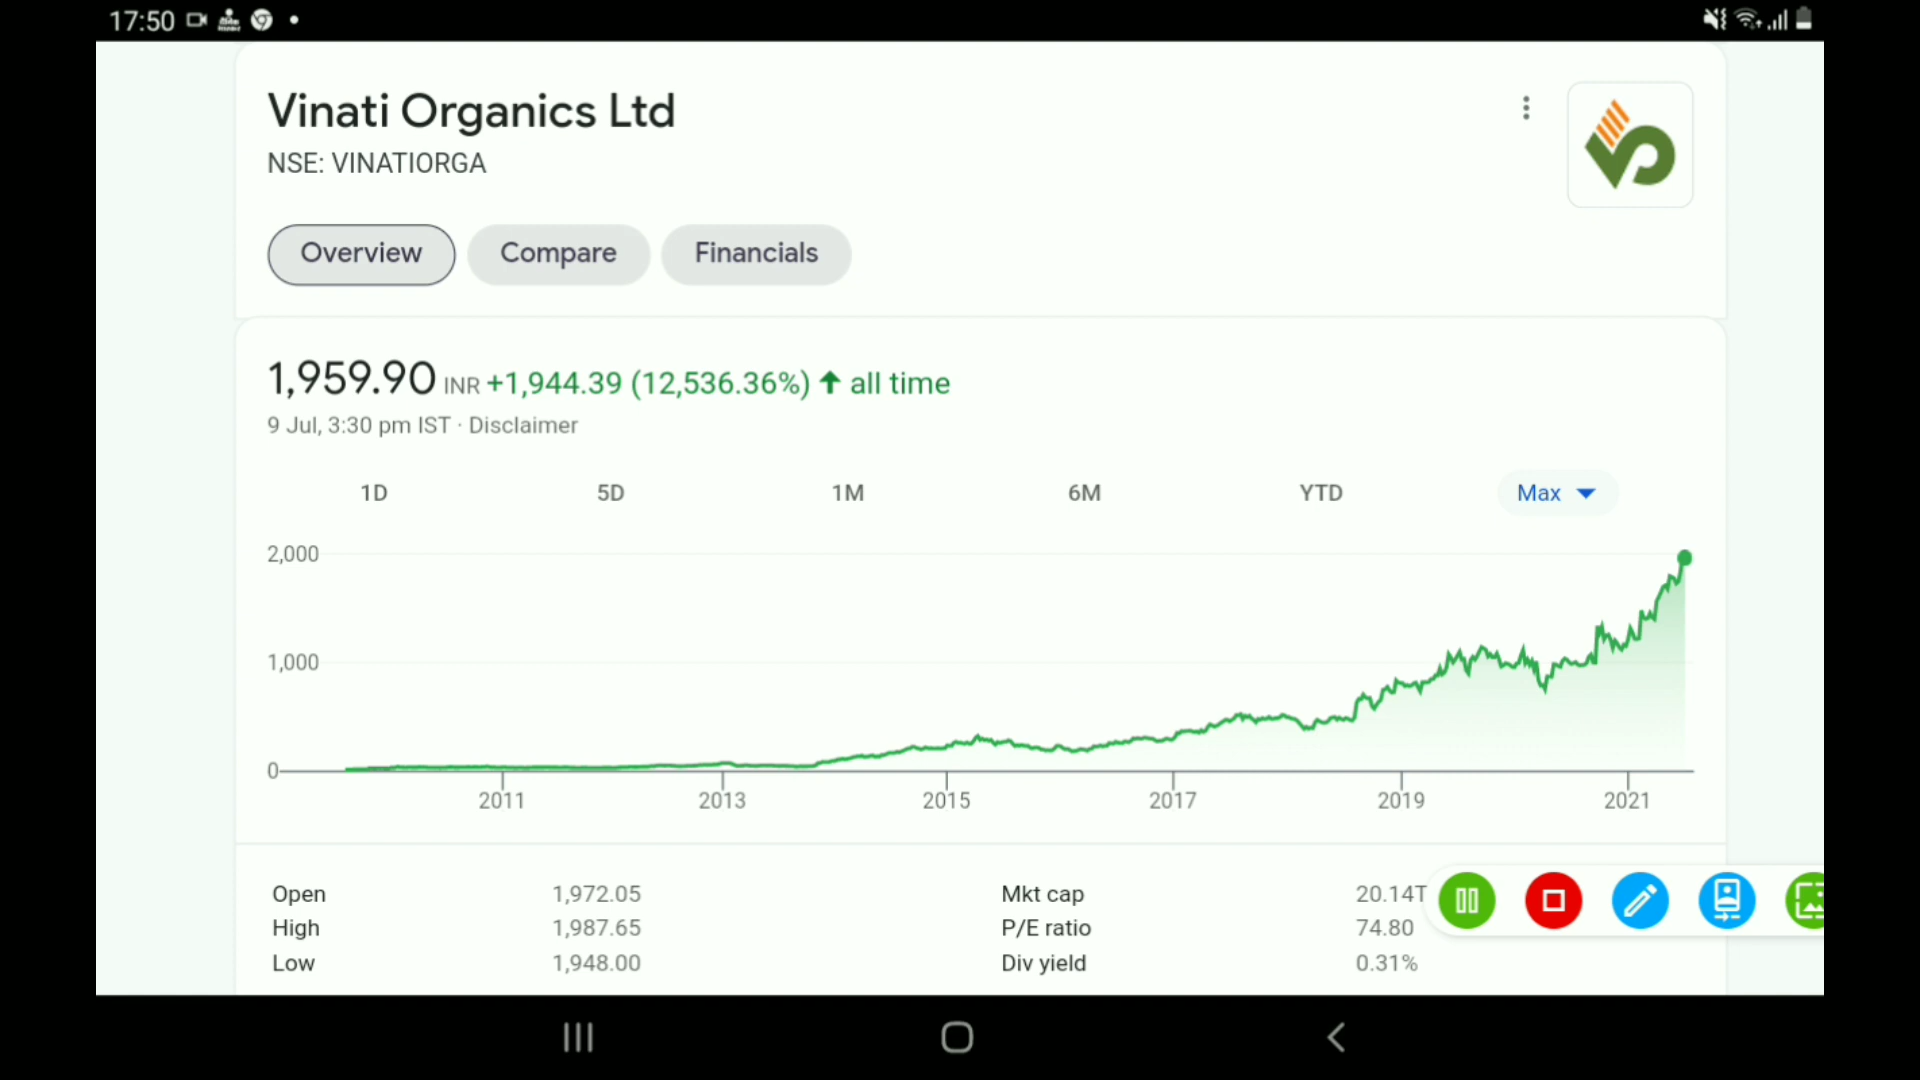 17:50
Vinati Organics Ltd
NSE: VINATIORGA
Overview Compare Financials
1,959.90 INR +1,944.39 (12,536.36%) ↑ all time
9 Jul, 3:30 pm IST · Disclaimer
1D 5D 1M 6M YTD Max
2,000
1,000
0
2011 2013 2015 2017 2019 2021
Open 1,972.05 Mkt cap 20.14T
High 1,987.65 P/E ratio 74.80
Low 1,948.00 Div yield 0.31%